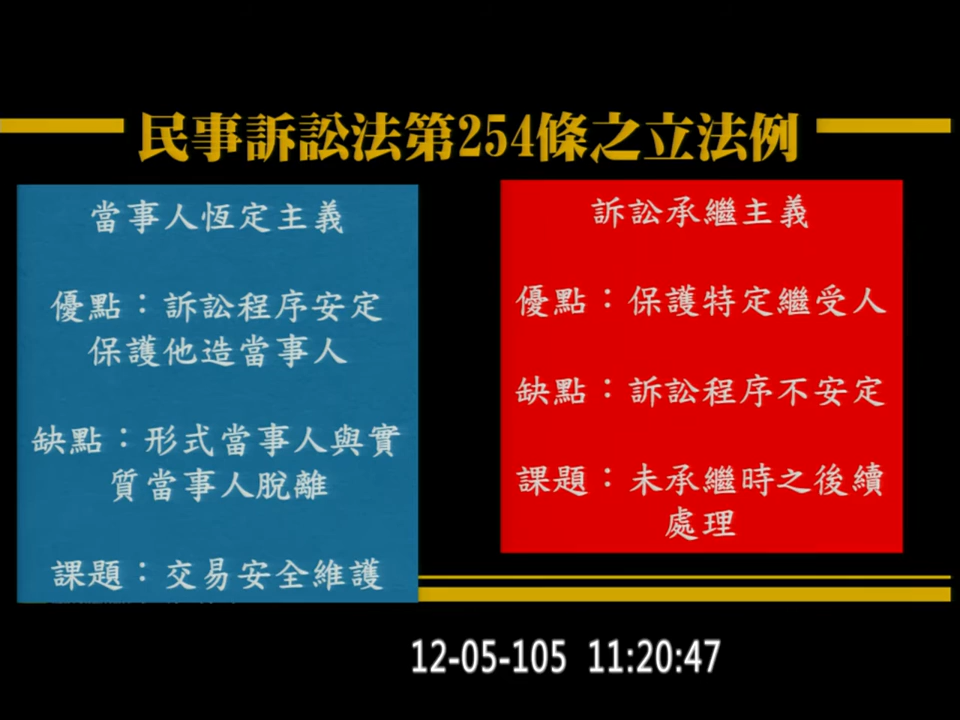 民事訴訟法第254條之立法例
當事人恆定主義
優點：訴訟程序安定
保護他造當事人
缺點：形式當事人與實
質當事人脫離
課題：交易安全維護
訴訟承繼主義
優點：保護特定繼受人
缺點：訴訟程序不安定
課題：未承繼時之後續
處理
12-05-105 11:20:47